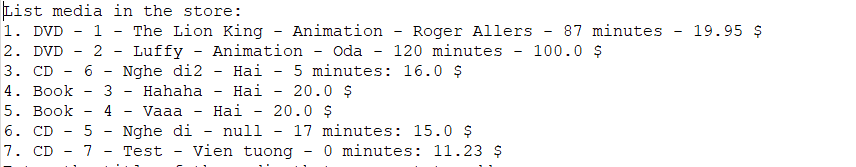 List media in the store:
1. DVD - 1 - The Lion King - Animation - Roger Allers - 87 minutes - 19.95 $
2. DVD - 2 - Luffy - Animation - Oda - 120 minutes - 100.0 $
3. CD - 6 - Nghe di2 - Hai - 5 minutes: 16.0 $
4. Book - 3 - Hahaha - Hai - 20.0 $
5. Book - 4 - Vaaa - Hai - 20.0 $
6. CD - 5 - Nghe di - null - 17 minutes: 15.0 $
7. CD - 7 - Test - Vien tuong - 0 minutes: 11.23 $